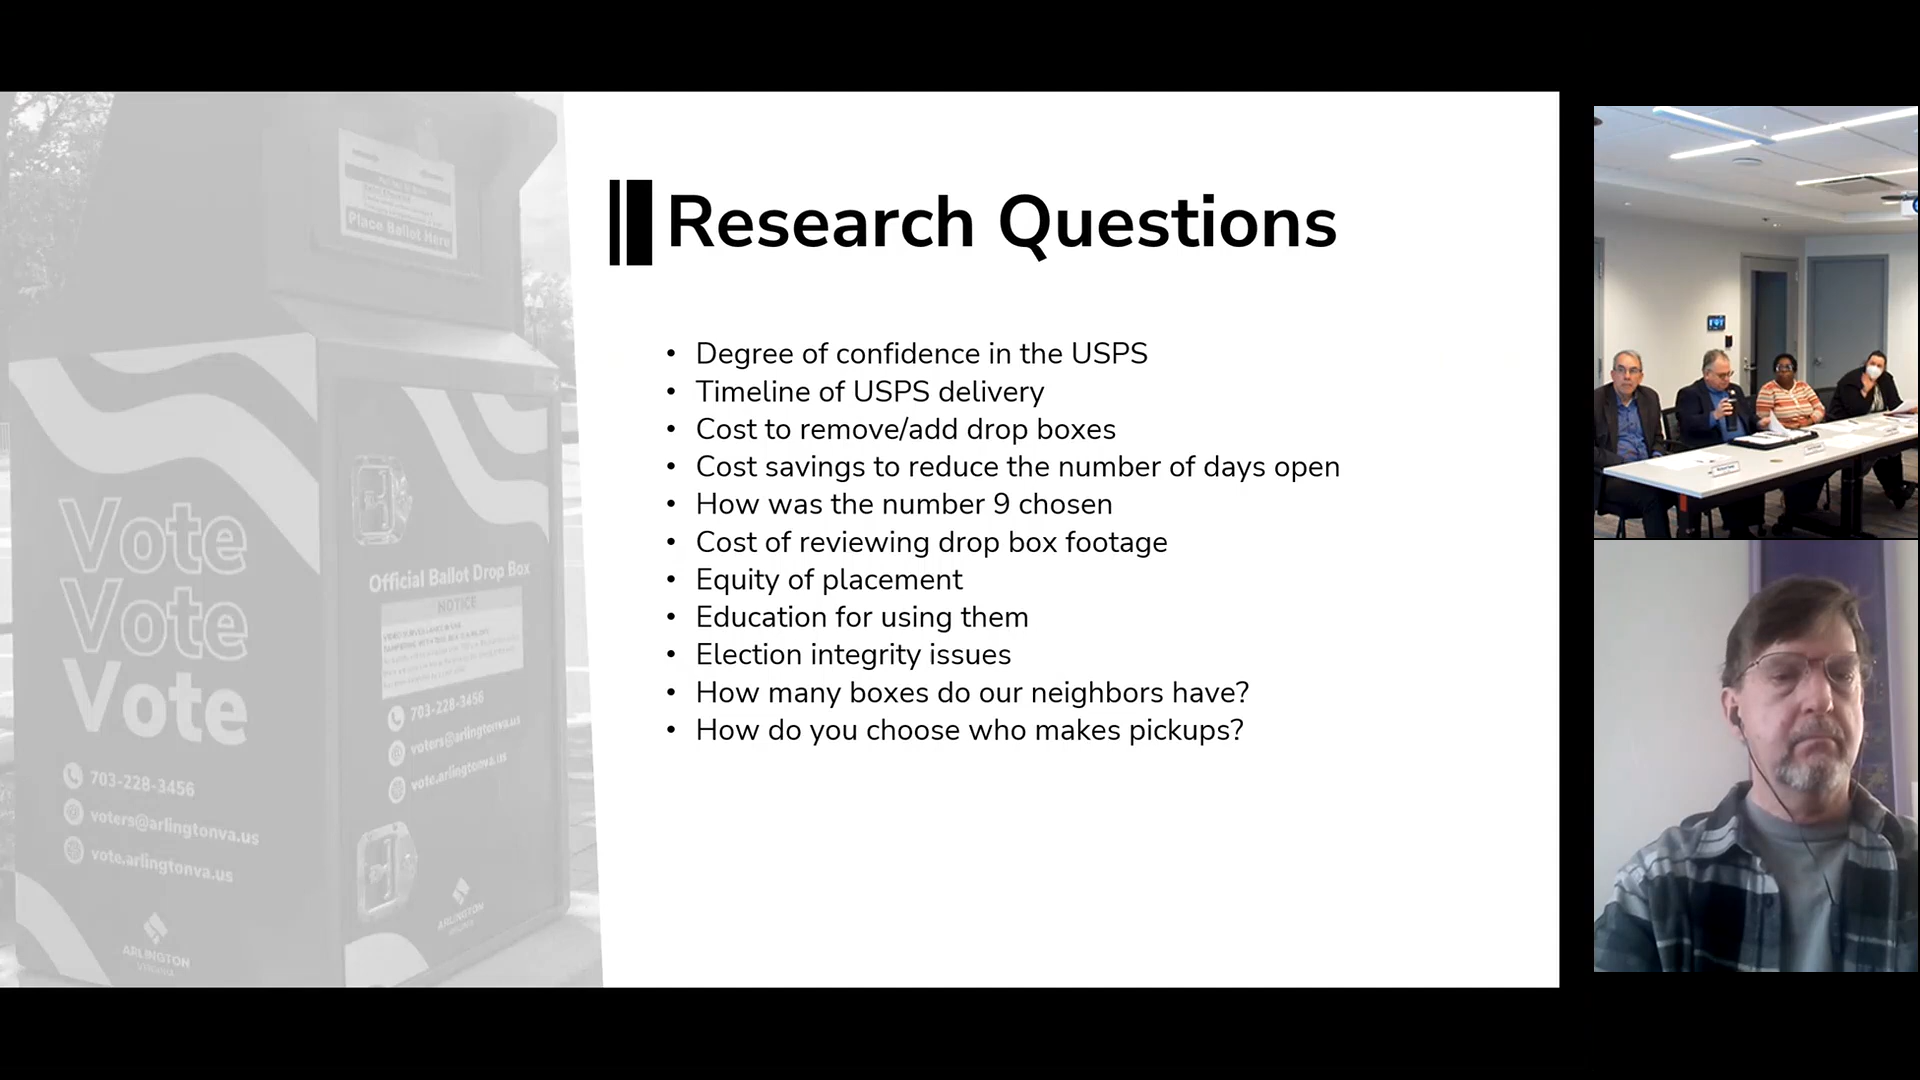 Place Ballot Here
Vote
Vote
Vote
703-228-3456
voters@arlingtonva.us
vote.arlingtonva.us
ARLINGTON
VIRGINIA
Official Ballot Drop Box
NOTICE
703-228-3456
voters@arlingtonva.us
vote.arlingtonva.us
ARLINGTON
VIRGINIA
Research Questions
• Degree of confidence in the USPS
• Timeline of USPS delivery
• Cost to remove/add drop boxes
• Cost savings to reduce the number of days open
• How was the number 9 chosen
• Cost of reviewing drop box footage
• Equity of placement
• Education for using them
• Election integrity issues
• How many boxes do our neighbors have?
• How do you choose who makes pickups?